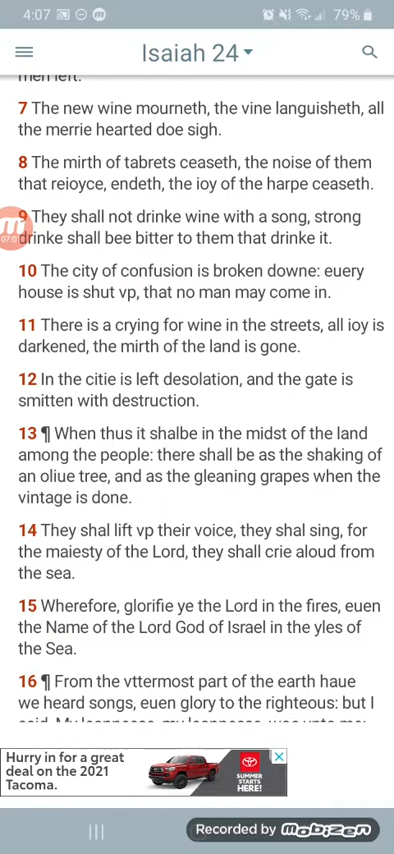 4:07 79%
Isaiah 24
men left.
7 The new wine mourneth, the vine languisheth, all
the merrie hearted doe sigh.
8 The mirth of tabrets ceaseth, the noise of them
that reioyce, endeth, the ioy of the harpe ceaseth.
9 They shall not drinke wine with a song, strong
drinke shall bee bitter to them that drinke it.
10 The city of confusion is broken downe: euery
house is shut vp, that no man may come in.
11 There is a crying for wine in the streets, all ioy is
darkened, the mirth of the land is gone.
12 In the citie is left desolation, and the gate is
smitten with destruction.
13 ¶ When thus it shalbe in the midst of the land
among the people: there shall be as the shaking of
an oliue tree, and as the gleaning grapes when the
vintage is done.
14 They shal lift vp their voice, they shal sing, for
the maiesty of the Lord, they shall crie aloud from
the sea.
15 Wherefore, glorifie ye the Lord in the fires, euen
the Name of the Lord God of Israel in the yles of
the Sea.
16 ¶ From the vttermost part of the earth haue
we heard songs, euen glory to the righteous: but I
said, My leannesse, my leannesse, woe vnto me:
Hurry in for a great
deal on the 2021
Tacoma.
TOYOTA
SUMMER
STARTS
HERE!
Recorded by mobizen